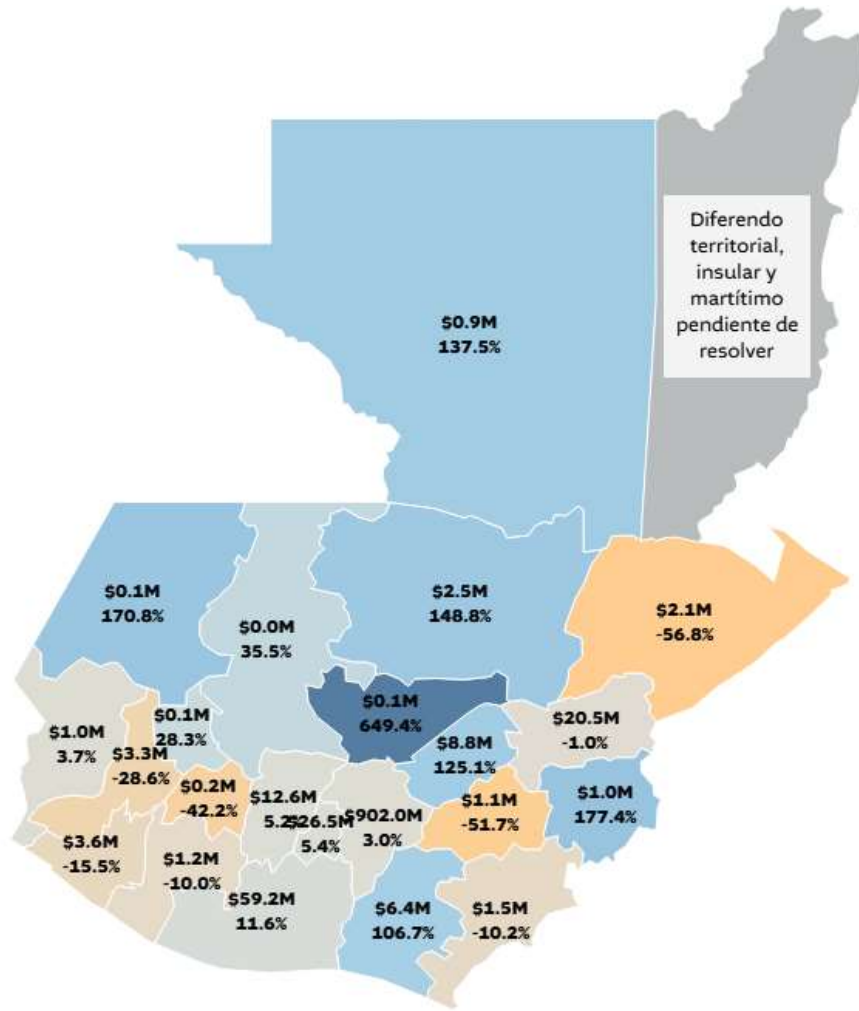 Diferendo
territorial,
insular y
martítimo
pendiente de
resolver
$0.9M
137.5%
$0.1M
170.8%
$2.5M
148.8%
$2.1M
-56.8%
$0.0M
35.5%
$0.1M
649.4%
$1.0M
3.7%
$0.1M
28.3%
$3.3M
-28.6%
$20.5M
-1.0%
$8.8M
125.1%
$0.2M
-42.2%
$12.6M
5.2%
$26.5M
5.4%
$902.0M
3.0%
$1.1M
-51.7%
$1.0M
177.4%
$3.6M
-15.5%
$1.2M
-10.0%
$59.2M
11.6%
$6.4M
106.7%
$1.5M
-10.2%